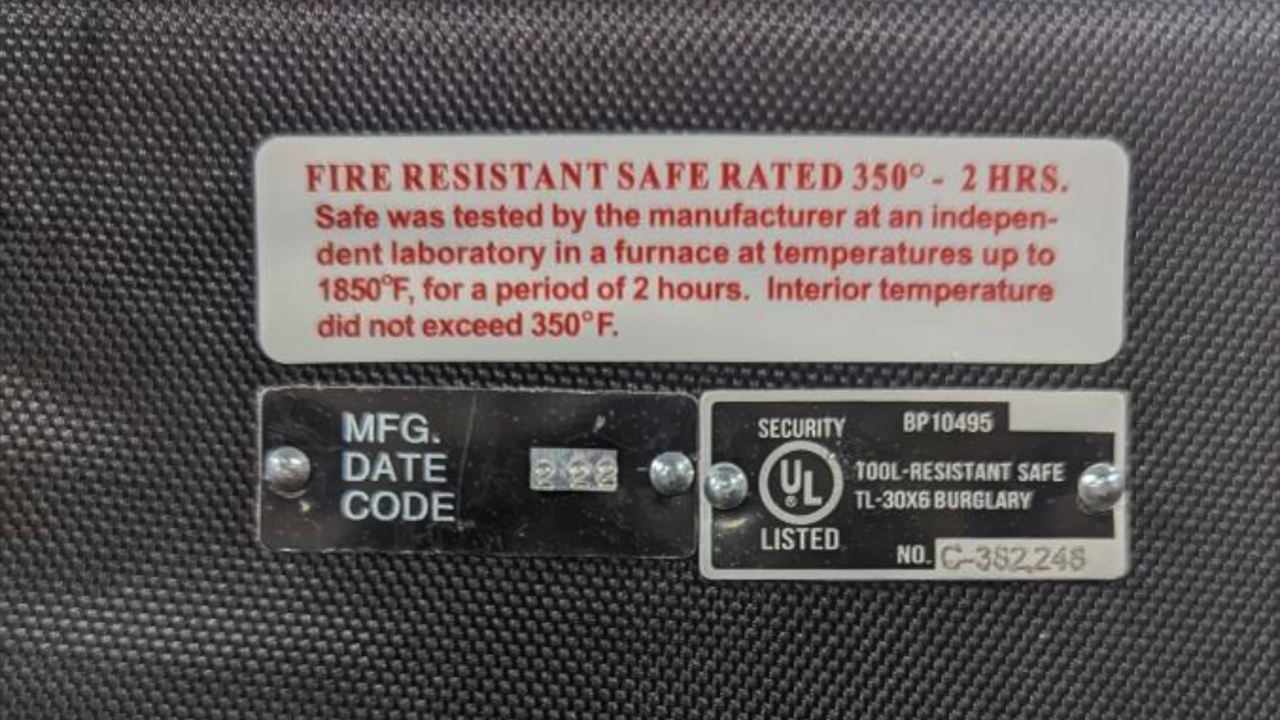 FIRE RESISTANT SAFE RATED 350° - 2 HRS.
Safe was tested by the manufacturer at an indepen-
dent laboratory in a furnace at temperatures up to
1850°F, for a period of 2 hours. Interior temperature
did not exceed 350°F.
MFG.
DATE
CODE
2 22
SECURITY
UL
®
LISTED
BP10495
TOOL-RESISTANT SAFE
TL-30X6 BURGLARY
NO.